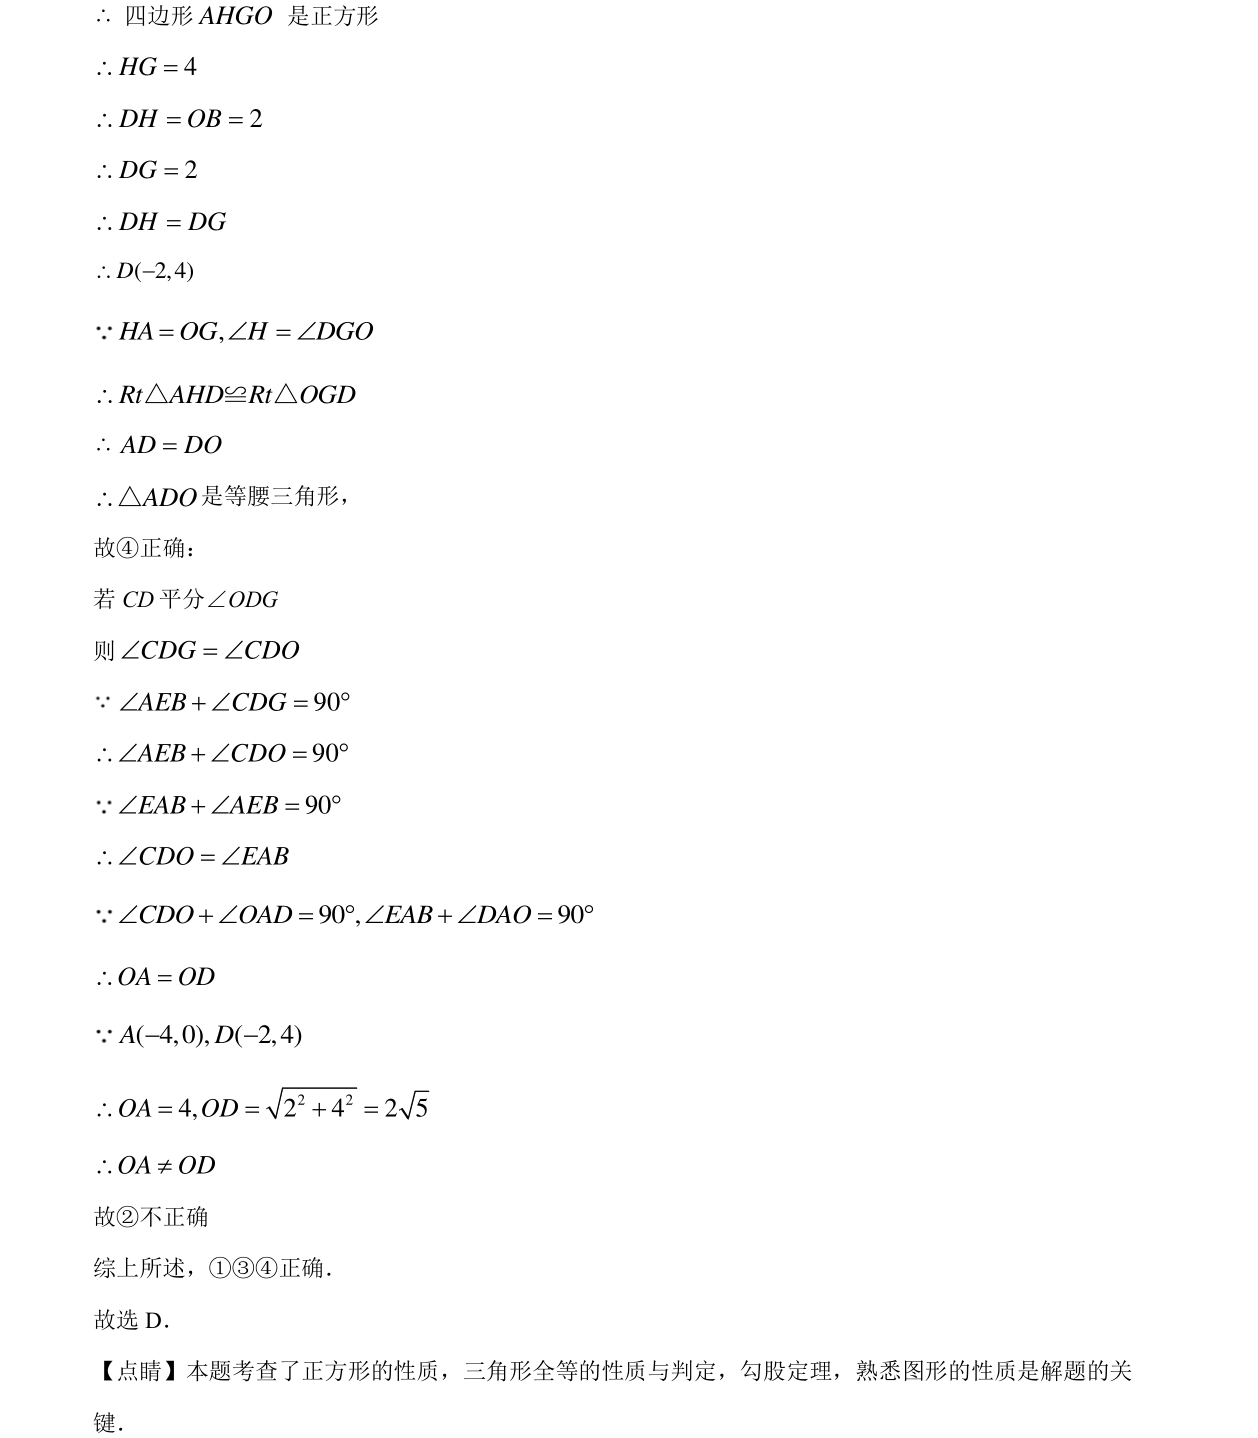 ∴ 四边形 AHGO 是正方形
∴HG=4
∴DH=OB=2
∴DG=2
∴DH=DG
∴D(−2,4)
∵HA=OG,∠H=∠DGO
∴Rt△AHD≌Rt△OGD
∴ AD=DO
∴△ADO是等腰三角形，
故④正确：
若 CD 平分∠ODG
则∠CDG=∠CDO
∵ ∠AEB+∠CDG=90°
∴∠AEB+∠CDO=90°
∵∠EAB+∠AEB=90°
∴∠CDO=∠EAB
∵∠CDO+∠OAD=90°,∠EAB+∠DAO=90°
∴OA=OD
∵A(−4,0),D(−2,4)
∴OA=4,OD=√(2²+4²)=2√5
∴OA≠OD
故②不正确
综上所述，①③④正确．
故选 D．
【点睛】本题考查了正方形的性质，三角形全等的性质与判定，勾股定理，熟悉图形的性质是解题的关
键．